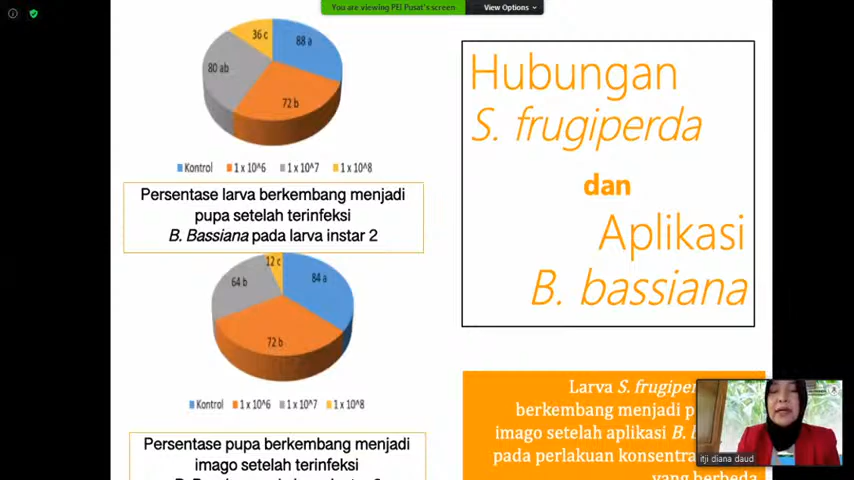 You are viewing PEI Pusat's screen
View Options
36 c
88 a
80 ab
72 b
Kontrol 1 x 10^6 1 x 10^7 1 x 10^8
Persentase larva berkembang menjadi
pupa setelah terinfeksi
B. Bassiana pada larva instar 2
12 c
84 a
64 b
72 b
Kontrol 1 x 10^6 1 x 10^7 1 x 10^8
Persentase pupa berkembang menjadi
imago setelah terinfeksi
Hubungan
S. frugiperda
dan
Aplikasi
B. bassiana
Larva S.
berkembang menjadi
imago setelah aplikasi B.
pada perlakuan
yang berbeda
itji diana daud